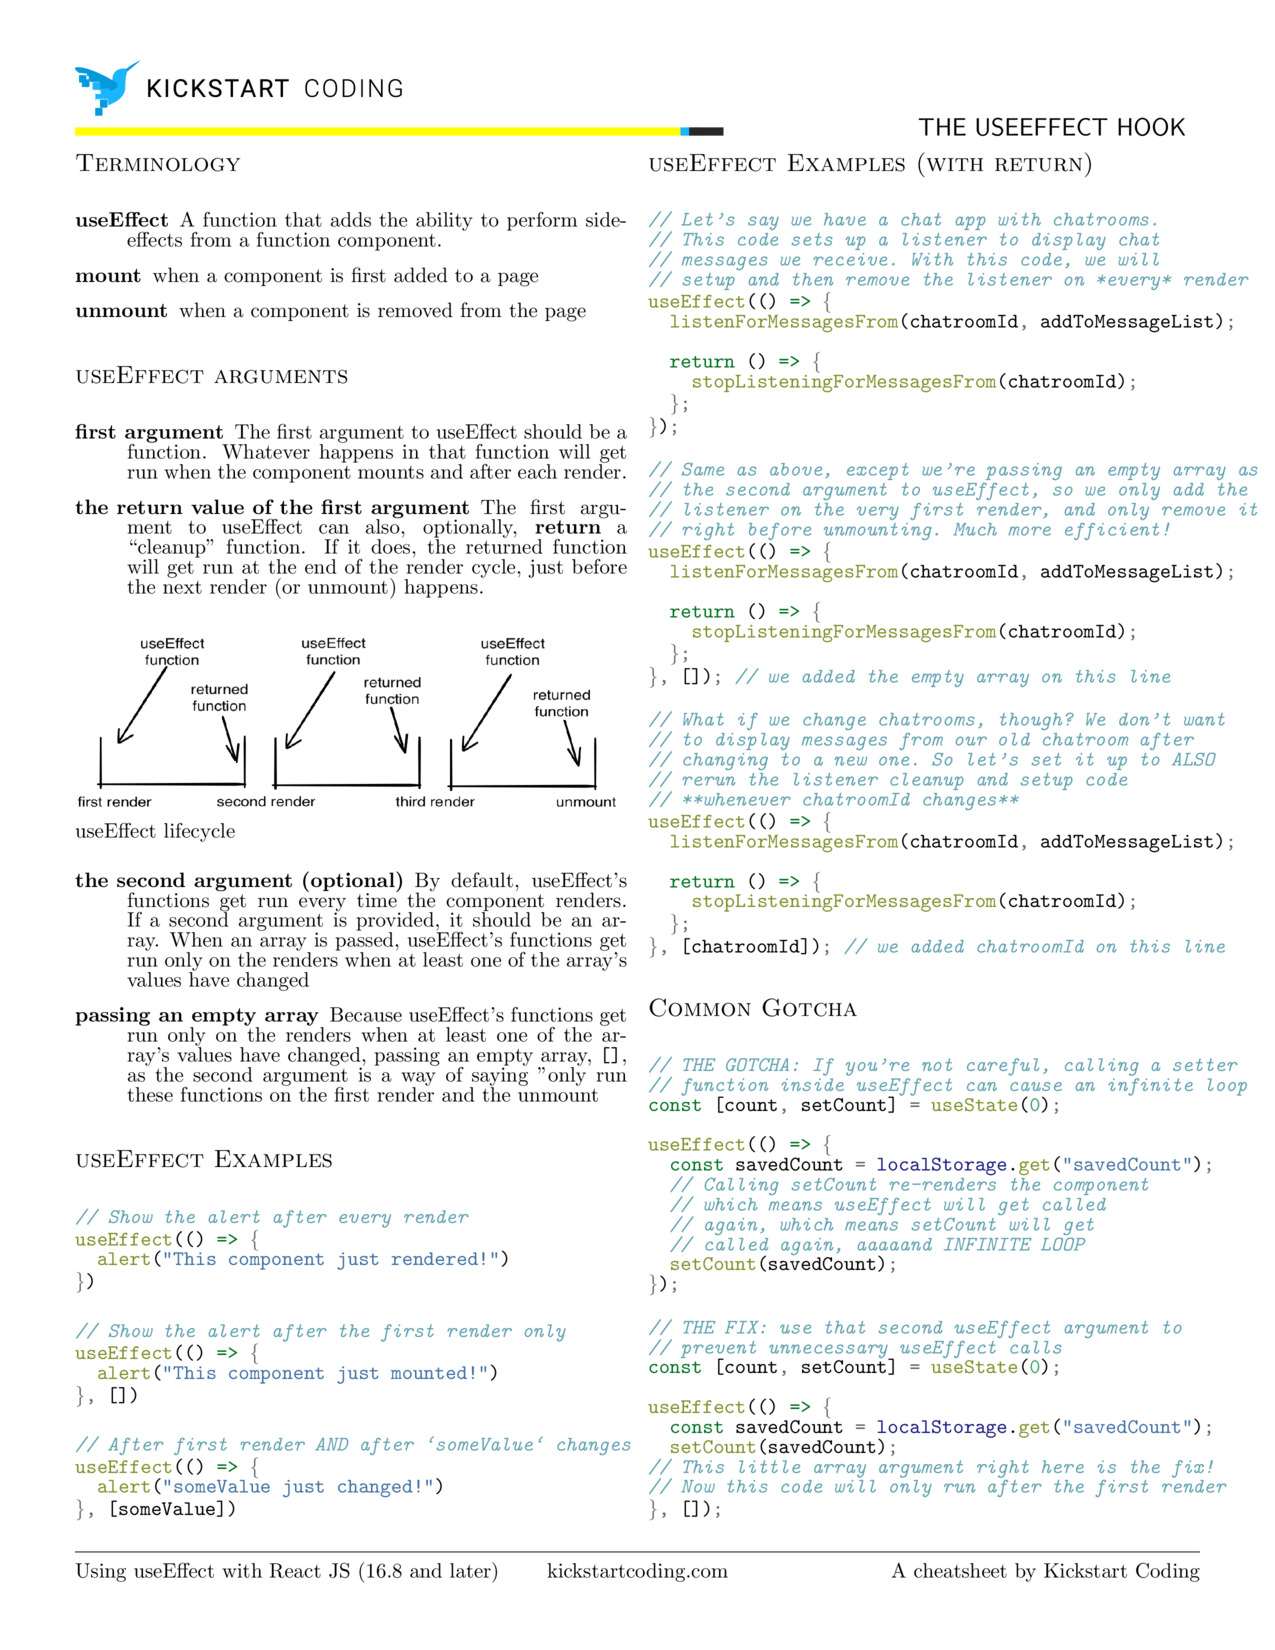 KICKSTART CODING
THE USEEFFECT HOOK
Terminology
useEffect A function that adds the ability to perform side-
effects from a function component.
mount when a component is first added to a page
unmount when a component is removed from the page
useEffect arguments
first argument The first argument to useEffect should be a
function. Whatever happens in that function will get
run when the component mounts and after each render.
the return value of the first argument The first argu-
ment to useEffect can also, optionally, return a
“cleanup” function. If it does, the returned function
will get run at the end of the render cycle, just before
the next render (or unmount) happens.
useEffect
function
returned
function
useEffect
function
returned
function
useEffect
function
returned
function
first render
second render
third render
unmount
useEffect lifecycle
the second argument (optional) By default, useEffect’s
functions get run every time the component renders.
If a second argument is provided, it should be an ar-
ray. When an array is passed, useEffect’s functions get
run only on the renders when at least one of the array’s
values have changed
passing an empty array Because useEffect’s functions get
run only on the renders when at least one of the ar-
ray’s values have changed, passing an empty array, [],
as the second argument is a way of saying ”only run
these functions on the first render and the unmount
useEffect Examples
// Show the alert after every render
useEffect(() => {
  alert("This component just rendered!")
})
// Show the alert after the first render only
useEffect(() => {
  alert("This component just mounted!")
}, [])
// After first render AND after ‘someValue‘ changes
useEffect(() => {
  alert("someValue just changed!")
}, [someValue])
useEffect Examples (with return)
// Let’s say we have a chat app with chatrooms.
// This code sets up a listener to display chat
// messages we receive. With this code, we will
// setup and then remove the listener on *every* render
useEffect(() => {
  listenForMessagesFrom(chatroomId, addToMessageList);
  return () => {
    stopListeningForMessagesFrom(chatroomId);
  };
});
// Same as above, except we’re passing an empty array as
// the second argument to useEffect, so we only add the
// listener on the very first render, and only remove it
// right before unmounting. Much more efficient!
useEffect(() => {
  listenForMessagesFrom(chatroomId, addToMessageList);
  return () => {
    stopListeningForMessagesFrom(chatroomId);
  };
}, []); // we added the empty array on this line
// What if we change chatrooms, though? We don’t want
// to display messages from our old chatroom after
// changing to a new one. So let’s set it up to ALSO
// rerun the listener cleanup and setup code
// **whenever chatroomId changes**
useEffect(() => {
  listenForMessagesFrom(chatroomId, addToMessageList);
  return () => {
    stopListeningForMessagesFrom(chatroomId);
  };
}, [chatroomId]); // we added chatroomId on this line
Common Gotcha
// THE GOTCHA: If you’re not careful, calling a setter
// function inside useEffect can cause an infinite loop
const [count, setCount] = useState(0);
useEffect(() => {
  const savedCount = localStorage.get("savedCount");
  // Calling setCount re-renders the component
  // which means useEffect will get called
  // again, which means setCount will get
  // called again, aaaaand INFINITE LOOP
  setCount(savedCount);
});
// THE FIX: use that second useEffect argument to
// prevent unnecessary useEffect calls
const [count, setCount] = useState(0);
useEffect(() => {
  const savedCount = localStorage.get("savedCount");
  setCount(savedCount);
// This little array argument right here is the fix!
// Now this code will only run after the first render
}, []);
Using useEffect with React JS (16.8 and later)
kickstartcoding.com
A cheatsheet by Kickstart Coding